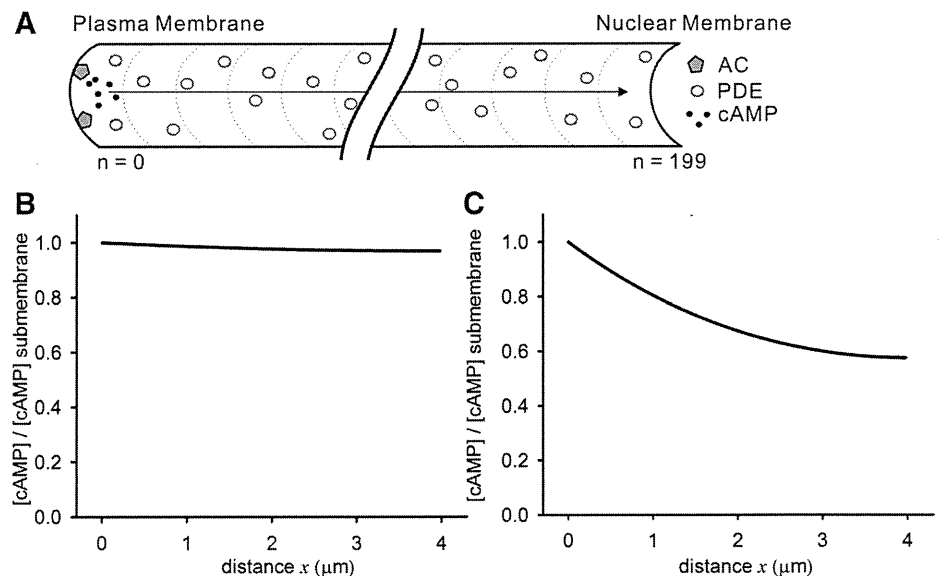 A
Plasma Membrane
Nuclear Membrane
AC
PDE
cAMP
n = 0
n = 199
B
[cAMP] / [cAMP] submembrane
1.0
0.8
0.6
0.4
0.2
0.0
0 1 2 3 4
distance x (μm)
C
[cAMP] / [cAMP] submembrane
1.0
0.8
0.6
0.4
0.2
0.0
0 1 2 3 4
distance x (μm)